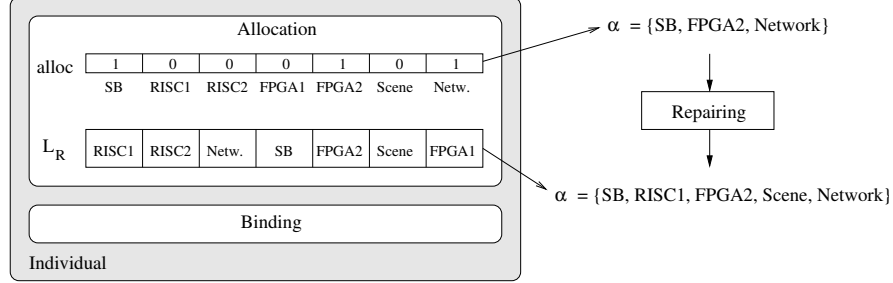 Allocation
alloc 1 0 0 0 1 0 1
SB RISC1 RISC2 FPGA1 FPGA2 Scene Netw.
L_R RISC1 RISC2 Netw. SB FPGA2 Scene FPGA1
Binding
Individual
α = {SB, FPGA2, Network}
Repairing
α = {SB, RISC1, FPGA2, Scene, Network}